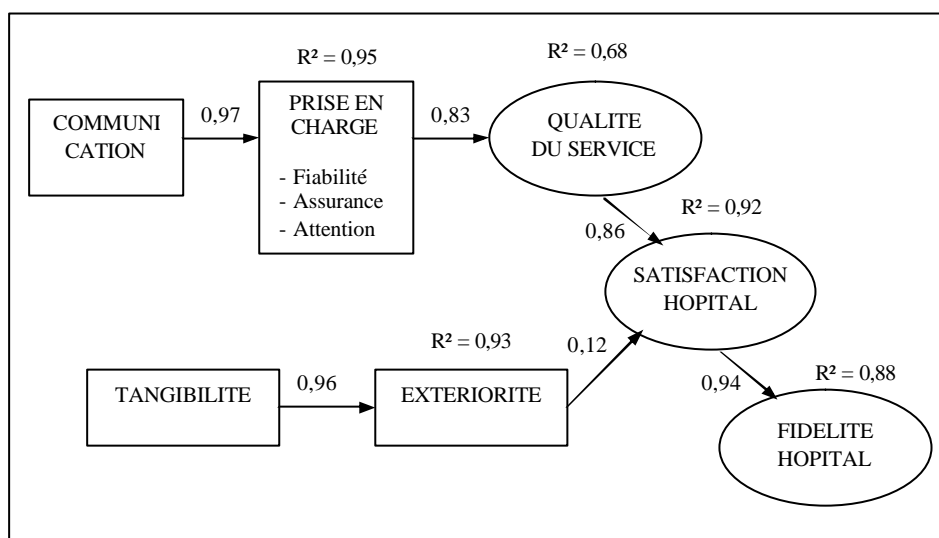 R² = 0,95
R² = 0,68
COMMUNI
CATION
0,97
PRISE EN
CHARGE
- Fiabilité
- Assurance
- Attention
0,83
QUALITE
DU SERVICE
R² = 0,92
0,86
SATISFACTION
HOPITAL
R² = 0,93
0,12
TANGIBILITE
0,96
EXTERIORITE
0,94
R² = 0,88
FIDELITE
HOPITAL